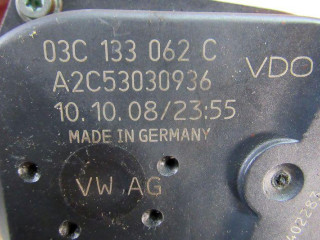 03C 133 062 C
A2C53030936
VDO
10.10.08/23:55
MADE IN GERMANY
VW AG